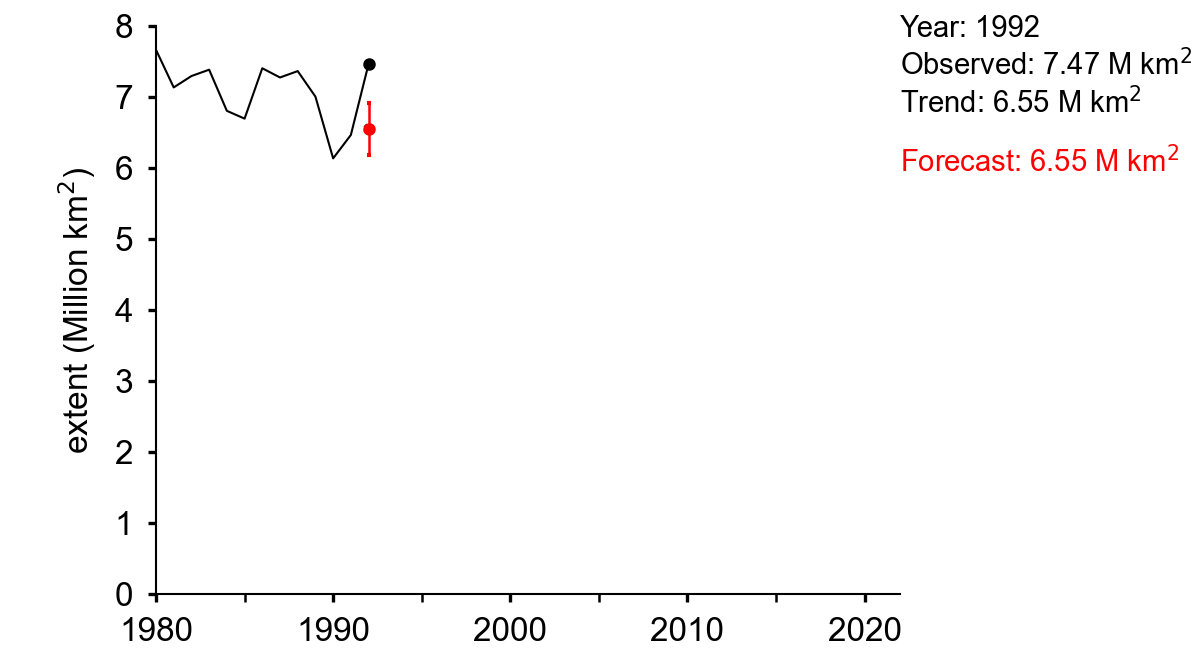 Year: 1992
Observed: 7.47 M km²
Trend: 6.55 M km²
Forecast: 6.55 M km²
extent (Million km²)
8
7
6
5
4
3
2
1
0
1980 1990 2000 2010 2020